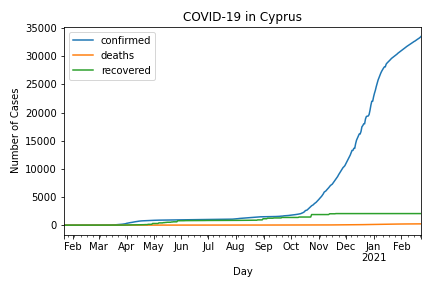 COVID-19 in Cyprus
confirmed
deaths
recovered
Number of Cases
35000
30000
25000
20000
15000
10000
5000
0
Feb Mar Apr May Jun Jul Aug Sep Oct Nov Dec Jan Feb
2021
Day